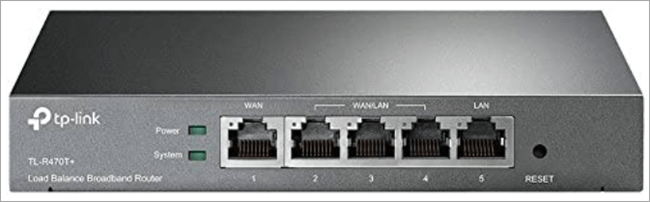 tp-link
TL-R470T+
Load Balance Broadband Router
Power
System
WAN WAN/LAN LAN
1 2 3 4 5
RESET